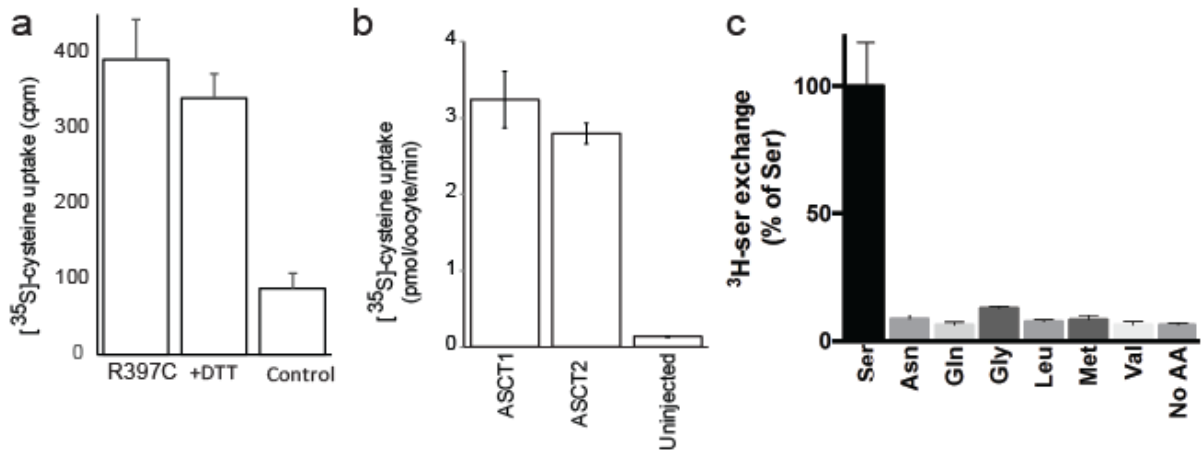 a
[³⁵S]-cysteine uptake (cpm)
400
300
200
100
0
R397C +DTT Control
b
[³⁵S]-cysteine uptake
(pmol/oocyte/min)
4
3
2
1
0
ASCT1
ASCT2
Uninjected
c
³H-ser exchange
(% of Ser)
100
50
0
Ser
Asn
Gln
Gly
Leu
Met
Val
No AA